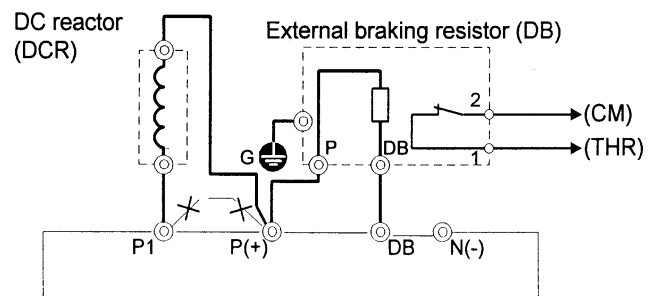 DC reactor
(DCR)
External braking resistor (DB)
2
(CM)
G
P
DB
1
(THR)
P1
P(+)
DB
N(-)